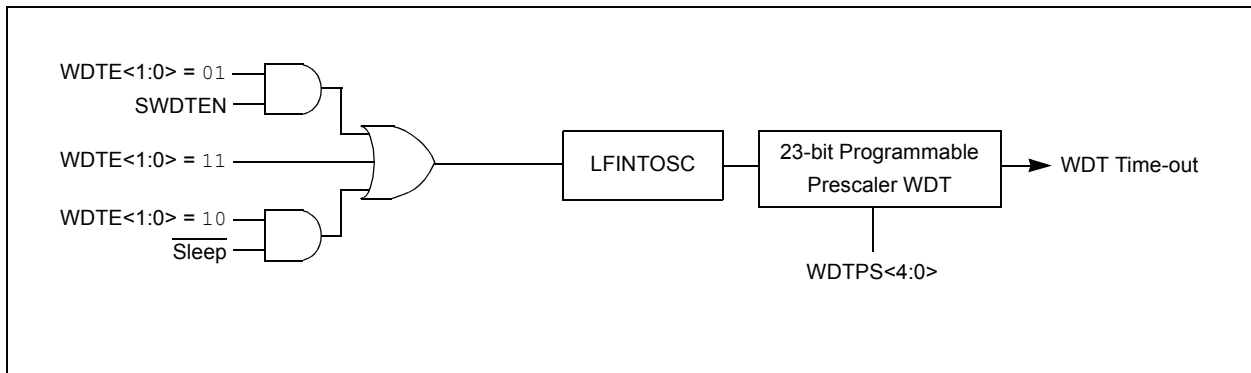 WDTE<1:0> = 01
SWDTEN
WDTE<1:0> = 11
WDTE<1:0> = 10
Sleep
LFINTOSC
23-bit Programmable
Prescaler WDT
WDT Time-out
WDTPS<4:0>